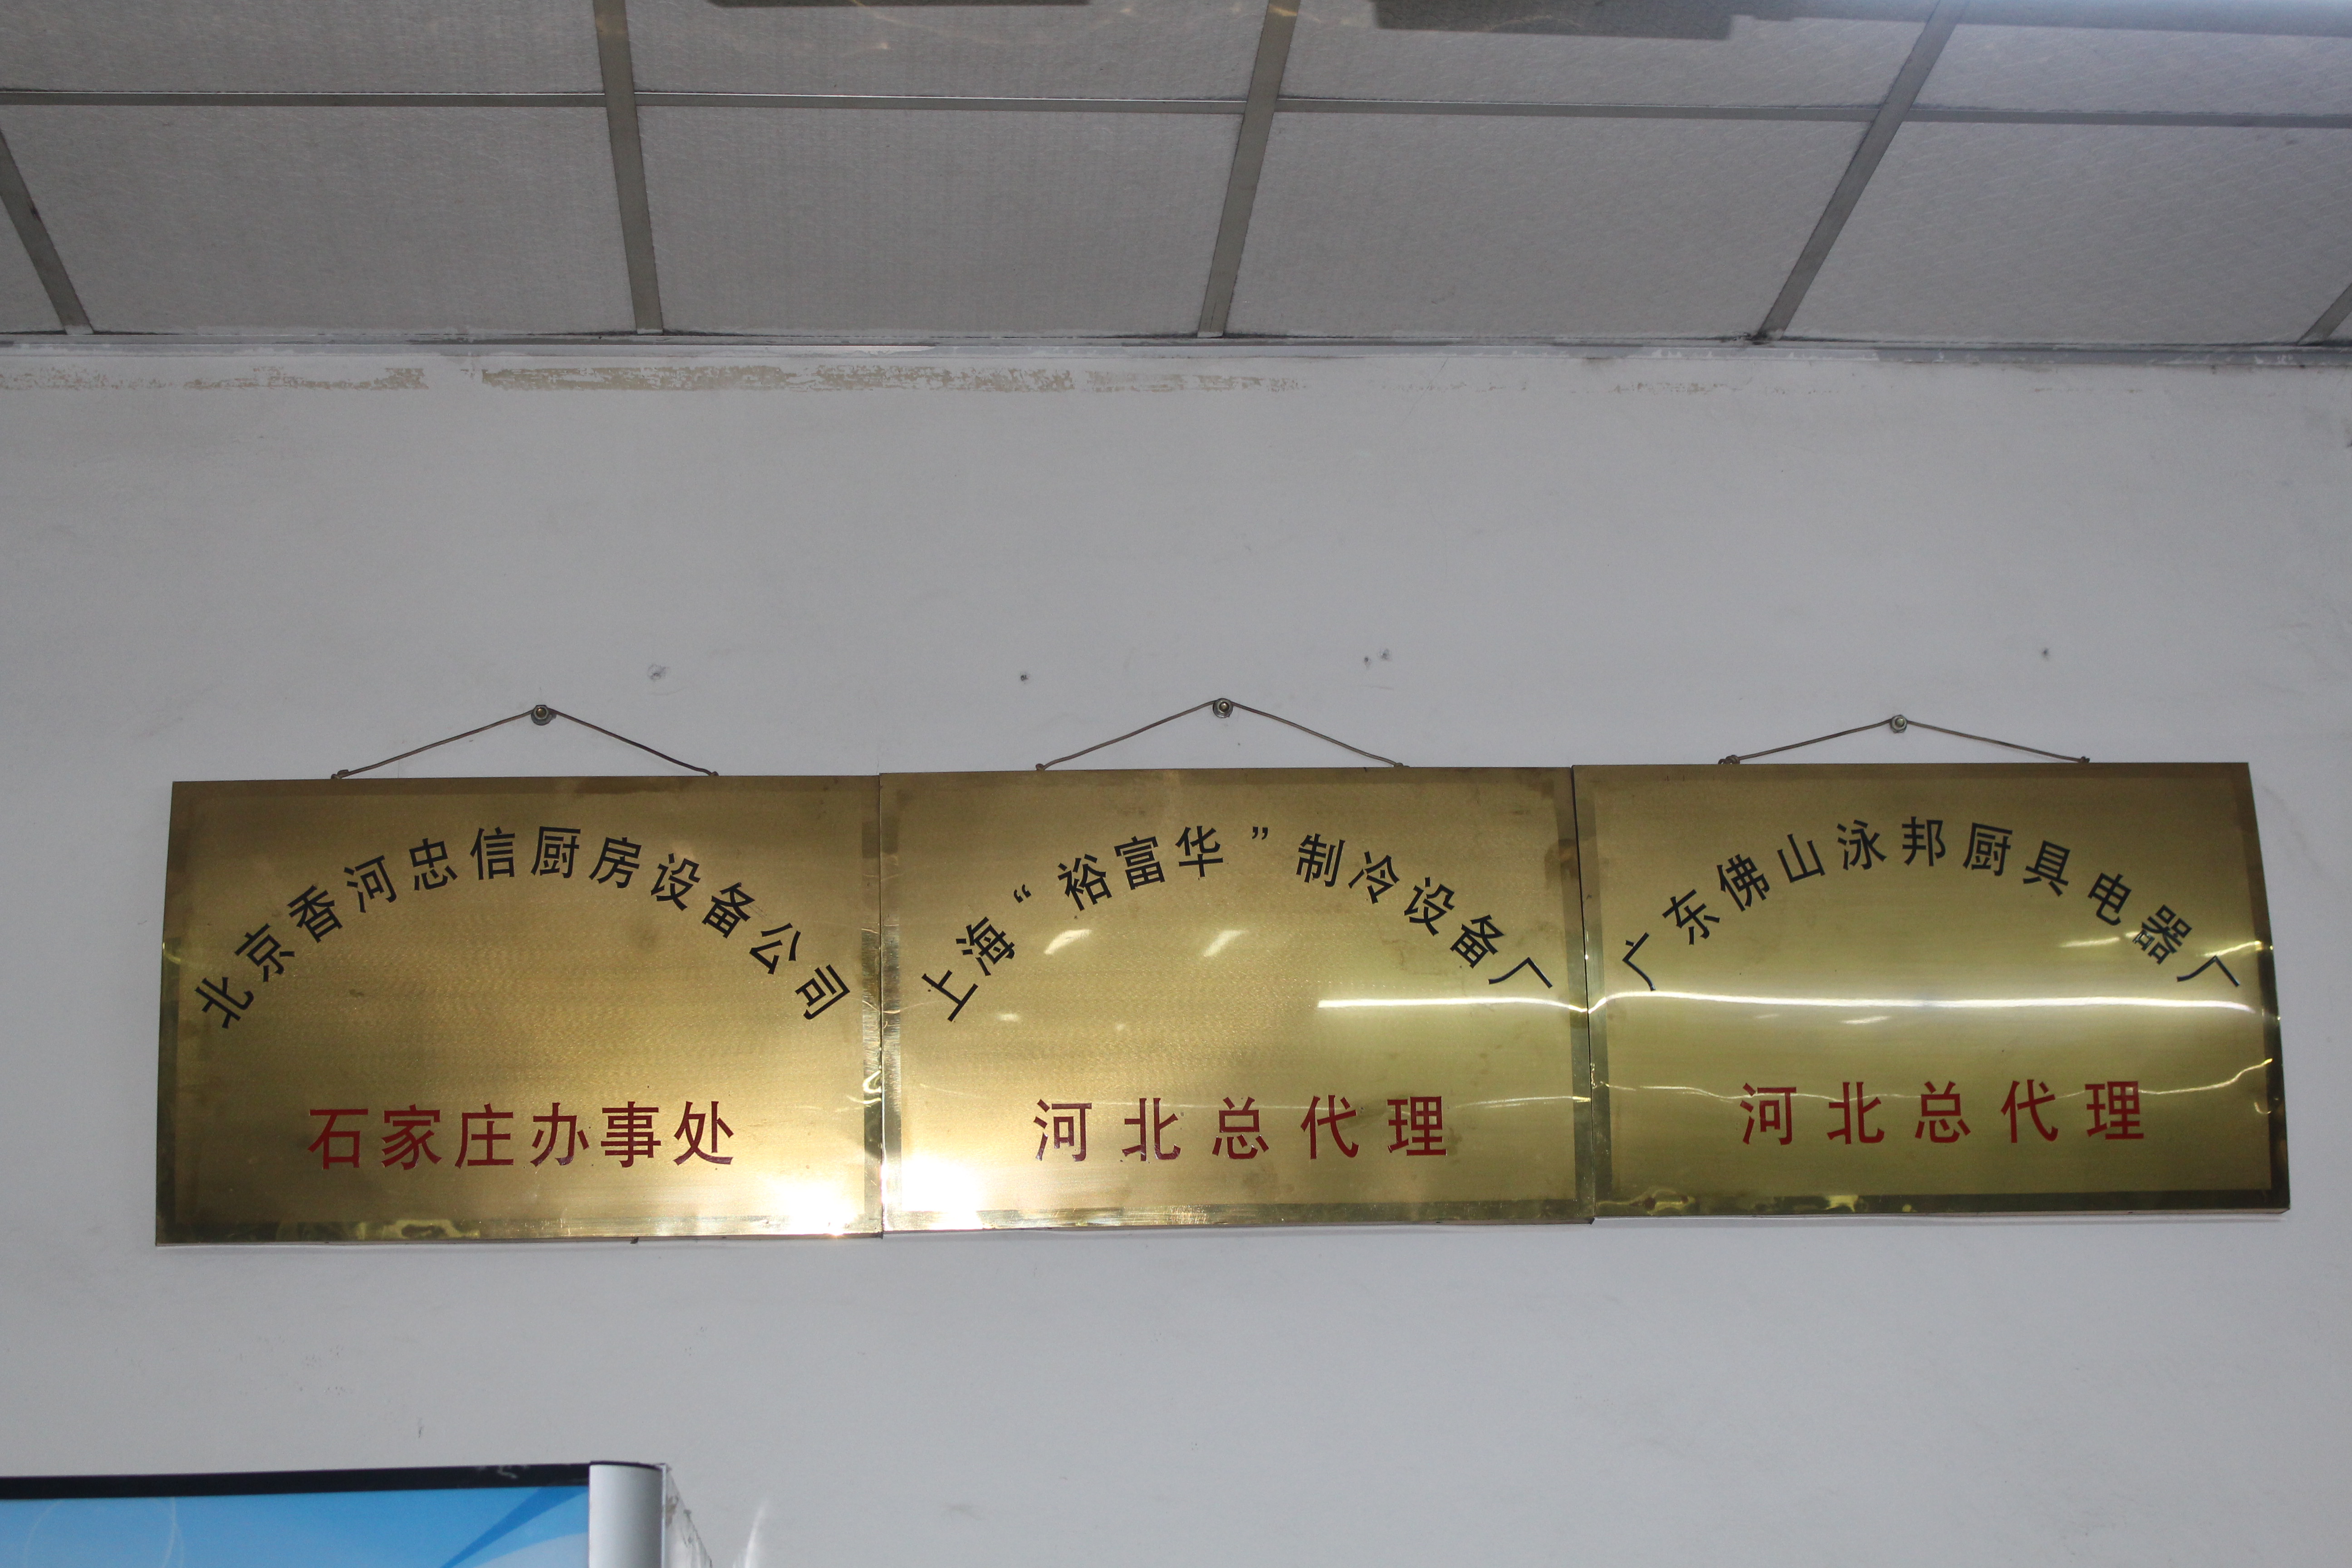 北京香河忠信厨房设备公司
石家庄办事处
上海“裕富华”制冷设备厂
河北总代理
广东佛山泳邦厨具电器厂
河北总代理